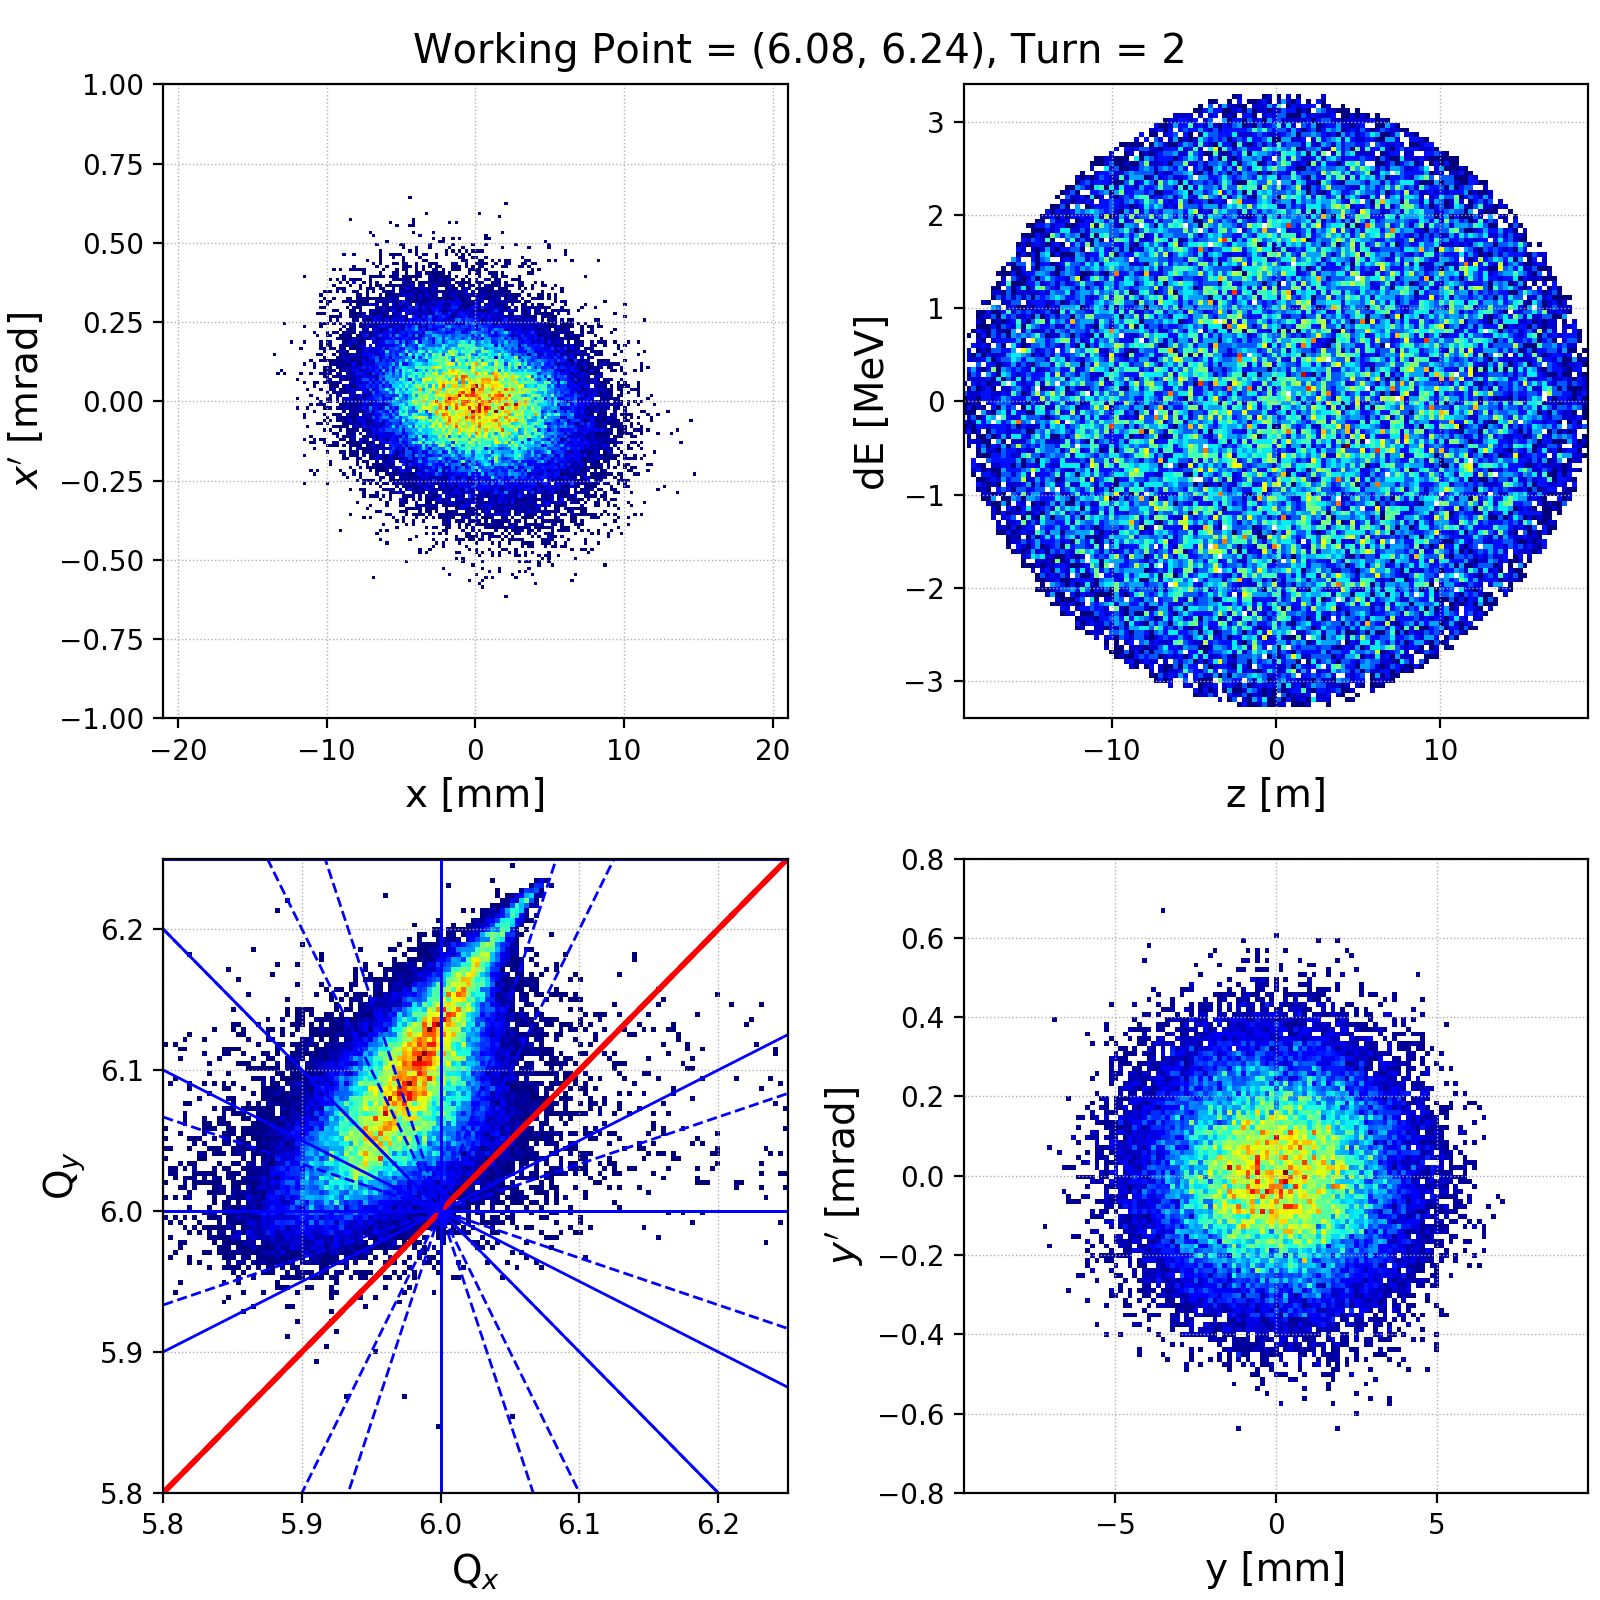 Working Point = (6.08, 6.24), Turn = 2
1.00
0.75
0.50
0.25
0.00
−0.25
−0.50
−0.75
−1.00
x′ [mrad]
−20 −10 0 10 20
x [mm]
3
2
1
0
−1
−2
−3
dE [MeV]
−10 0 10
z [m]
6.2
6.1
6.0
5.9
5.8
Qy
5.8 5.9 6.0 6.1 6.2
Qx
0.8
0.6
0.4
0.2
0.0
−0.2
−0.4
−0.6
−0.8
y′ [mrad]
−5 0 5
y [mm]